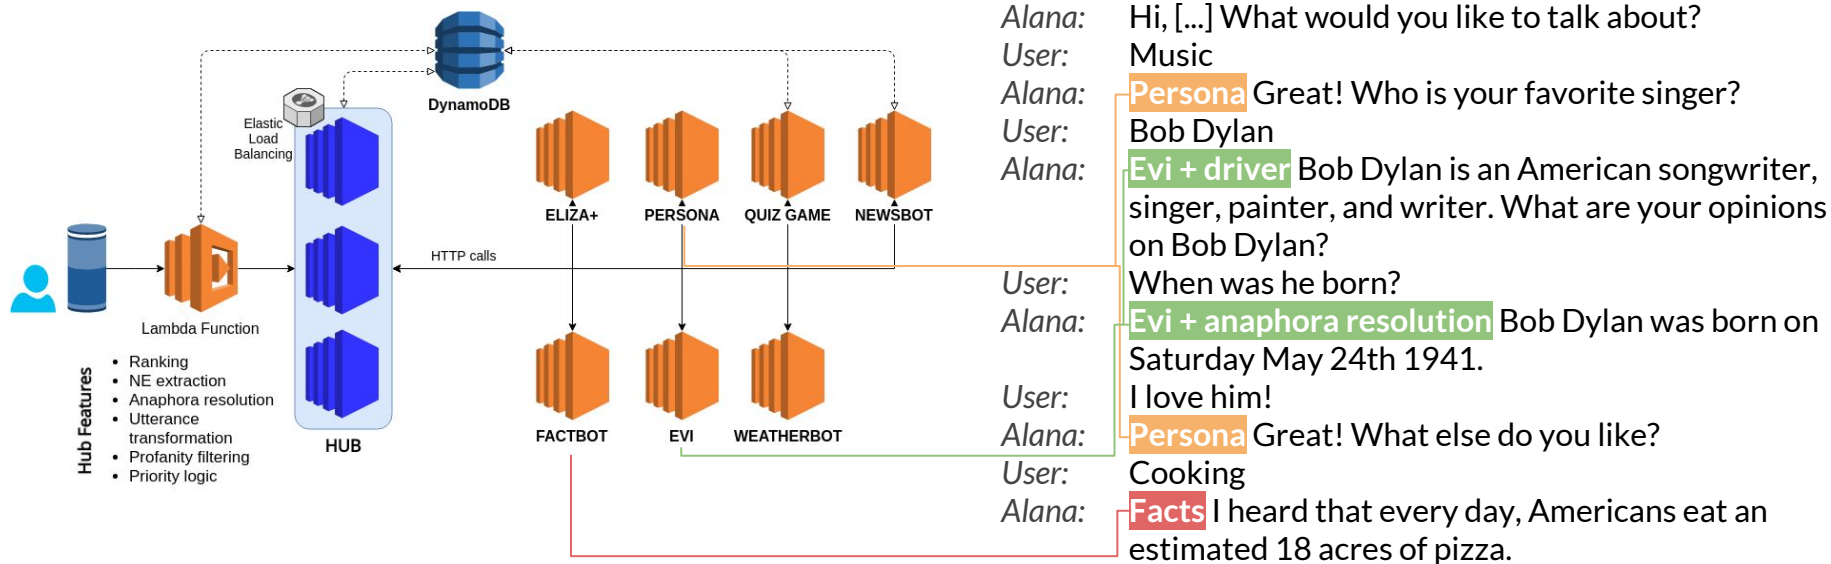 DynamoDB
Elastic
Load
Balancing
ELIZA+
PERSONA
QUIZ GAME
NEWSBOT
HTTP calls
Lambda Function
HUB
FACTBOT
EVI
WEATHERBOT
Hub Features
• Ranking
• NE extraction
• Anaphora resolution
• Utterance
transformation
• Profanity filtering
• Priority logic
Alana: Hi, [...] What would you like to talk about?
User: Music
Alana: Persona Great! Who is your favorite singer?
User: Bob Dylan
Alana: Evi + driver Bob Dylan is an American songwriter,
singer, painter, and writer. What are your opinions
on Bob Dylan?
User: When was he born?
Alana: Evi + anaphora resolution Bob Dylan was born on
Saturday May 24th 1941.
User: I love him!
Alana: Persona Great! What else do you like?
User: Cooking
Alana: Facts I heard that every day, Americans eat an
estimated 18 acres of pizza.